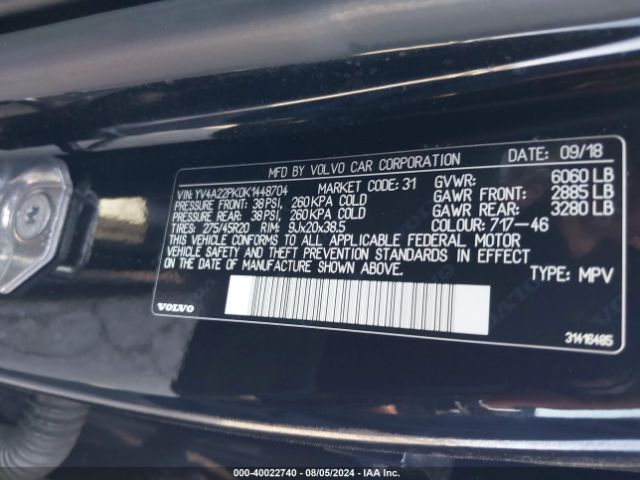 MFD BY VOLVO CAR CORPORATION DATE: 09/18
VIN: YV4A22PK0K1448704 MARKET CODE: 31 GVWR: 6060 LB
PRESSURE FRONT: 38 PSI, 260 KPA COLD GAWR FRONT: 2885 LB
PRESSURE REAR: 38 PSI, 260 KPA COLD GAWR REAR: 3280 LB
TIRES: 275/45R20 RIM: 9Jx20x38.5 COLOUR: 717-46
THIS VEHICLE CONFORMS TO ALL APPLICABLE FEDERAL MOTOR
VEHICLE SAFETY AND THEFT PREVENTION STANDARDS IN EFFECT
ON THE DATE OF MANUFACTURE SHOWN ABOVE.
TYPE: MPV
VOLVO
31416485
000-40022740 - 08/05/2024 - IAA Inc.